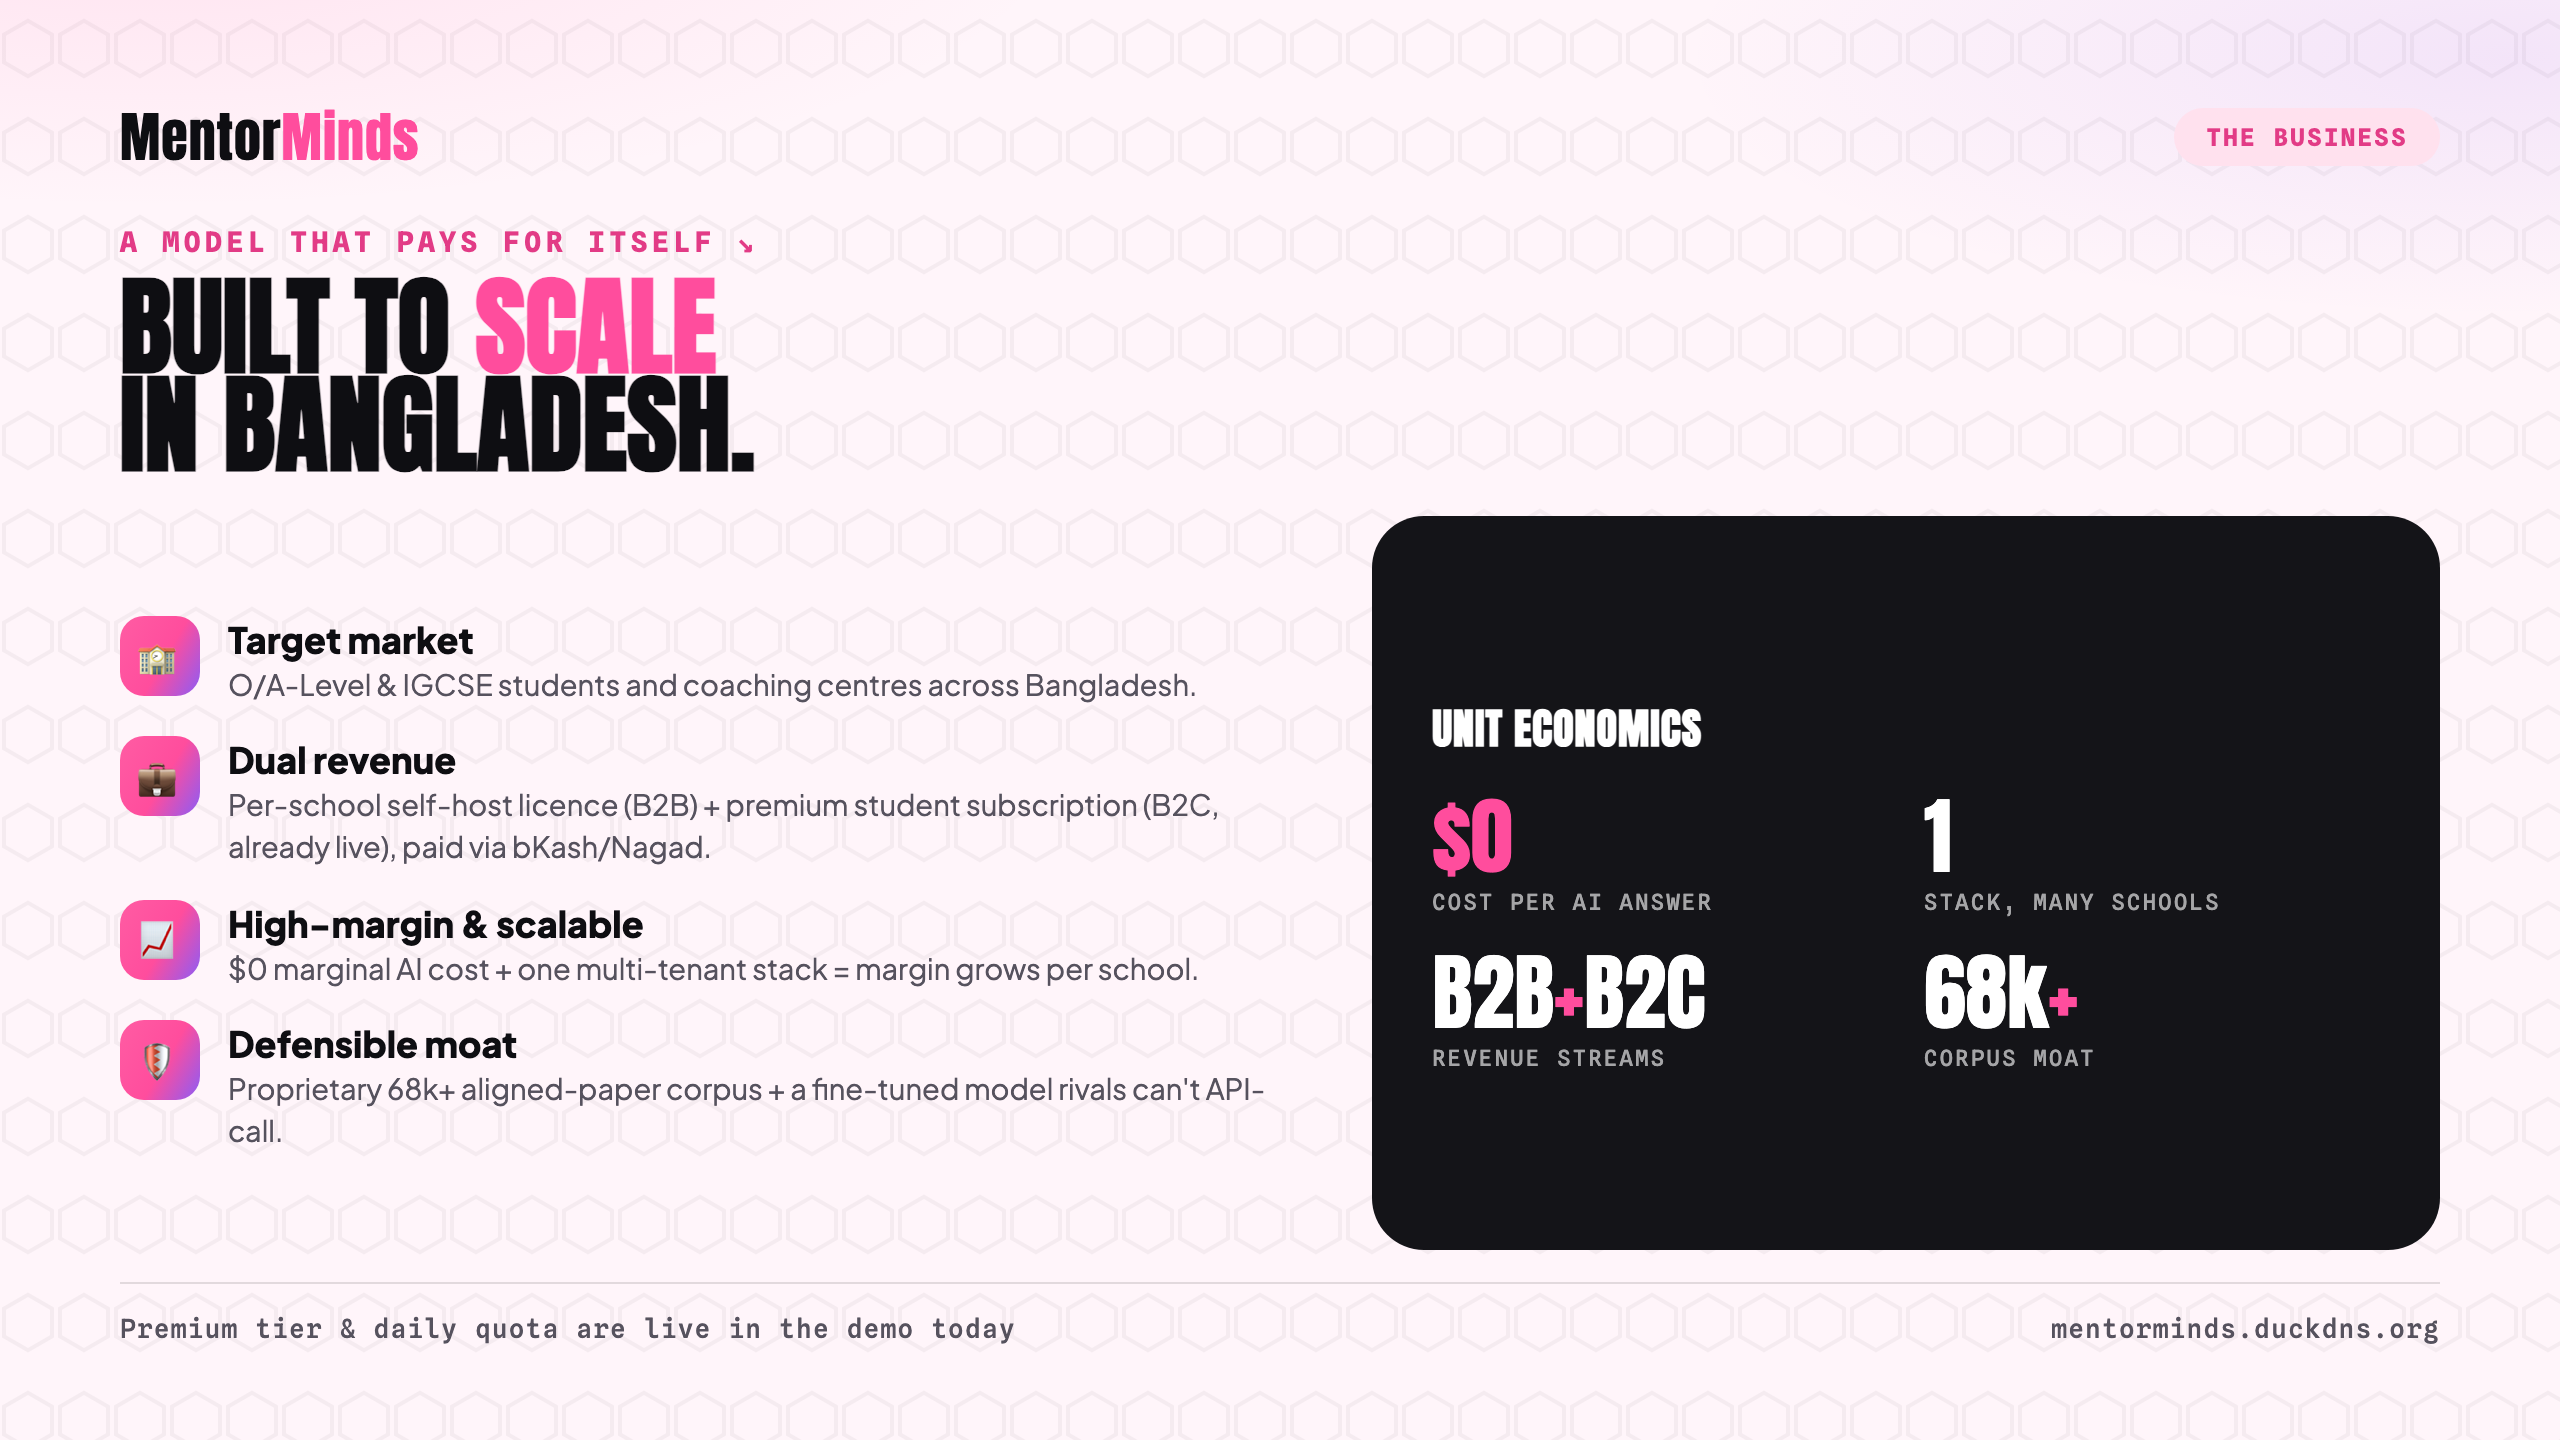 MentorMinds
THE BUSINESS
A MODEL THAT PAYS FOR ITSELF ↘
BUILT TO SCALE
IN BANGLADESH.
Target market
O/A-Level & IGCSE students and coaching centres across Bangladesh.
Dual revenue
Per-school self-host licence (B2B) + premium student subscription (B2C,
already live), paid via bKash/Nagad.
High-margin & scalable
$0 marginal AI cost + one multi-tenant stack = margin grows per school.
Defensible moat
Proprietary 68k+ aligned-paper corpus + a fine-tuned model rivals can't API-
call.
UNIT ECONOMICS
$0
COST PER AI ANSWER
1
STACK, MANY SCHOOLS
B2B+B2C
REVENUE STREAMS
68k+
CORPUS MOAT
Premium tier & daily quota are live in the demo today
mentorminds.duckdns.org